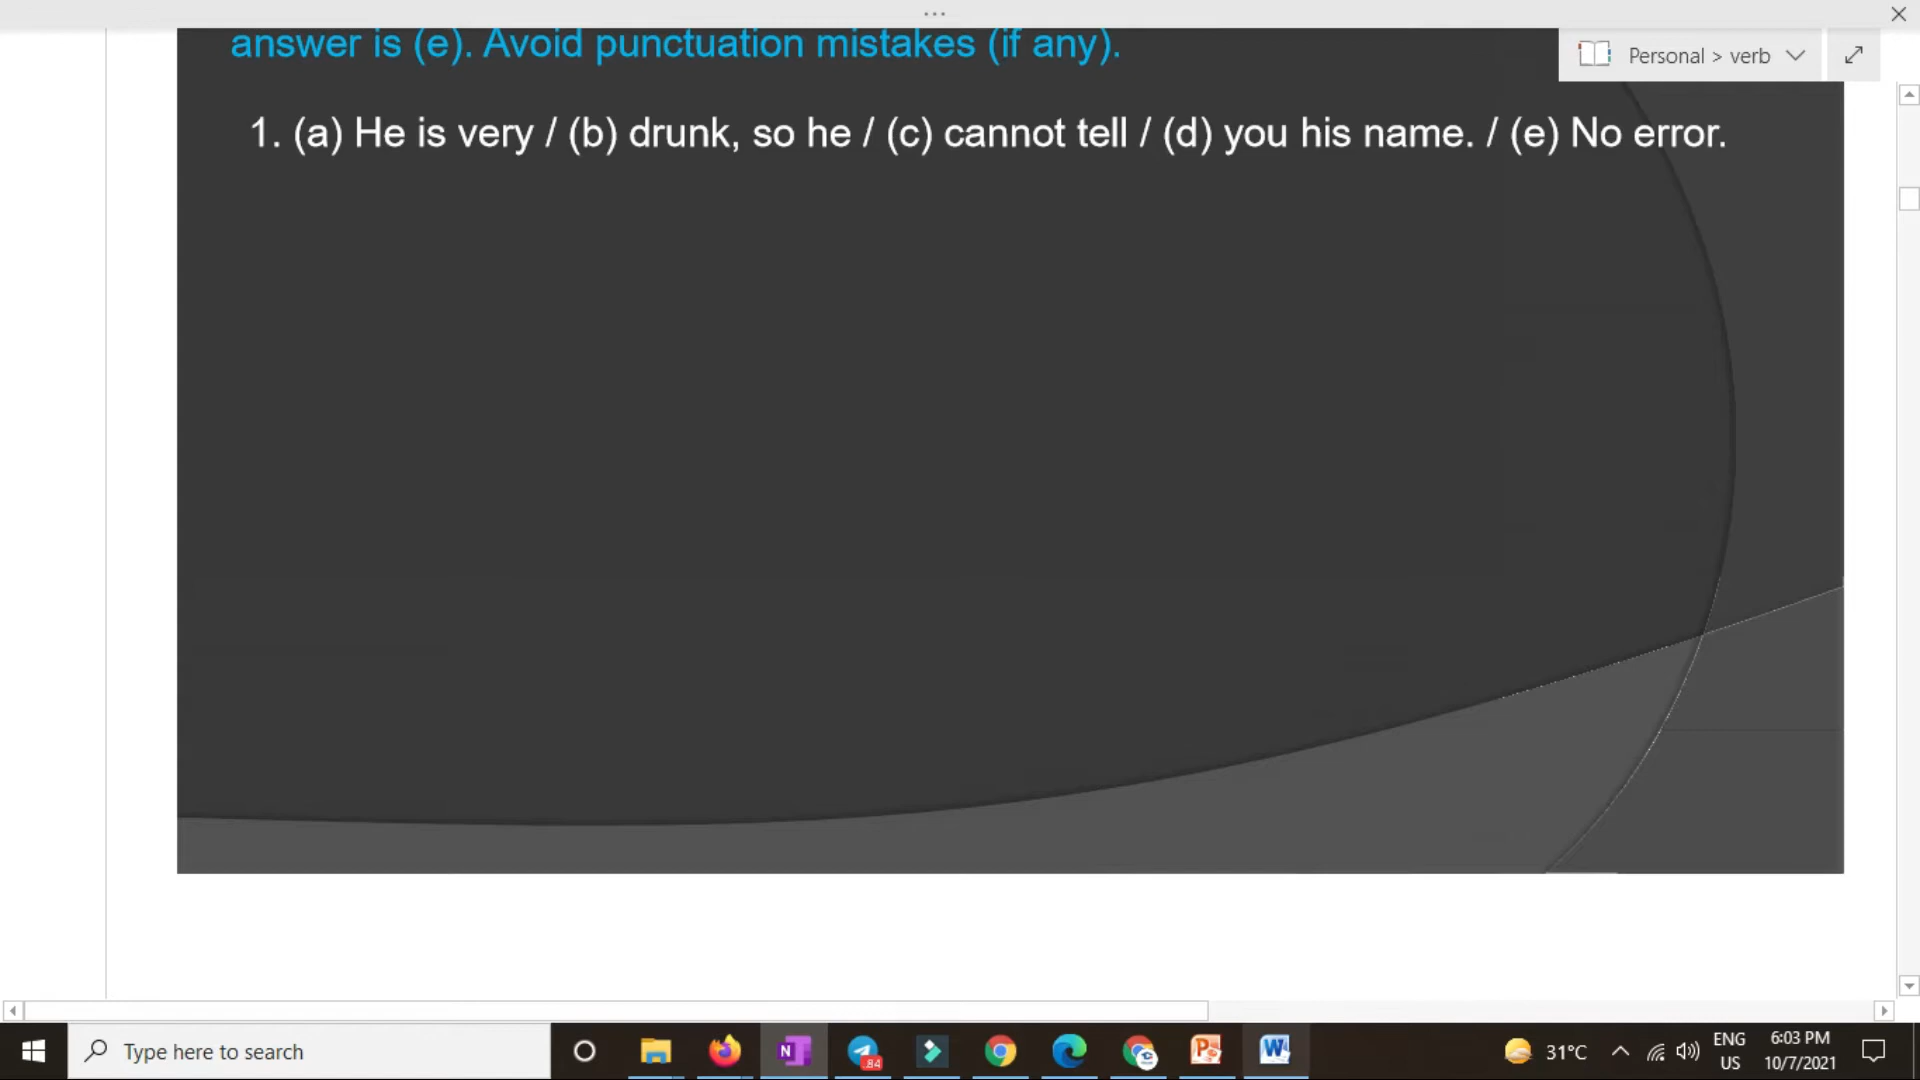 ...
answer is (e). Avoid punctuation mistakes (if any).
Personal > verb
1. (a) He is very / (b) drunk, so he / (c) cannot tell / (d) you his name. / (e) No error.
Type here to search
N
84
P
W
31°C
ENG
US
6:03 PM
10/7/2021